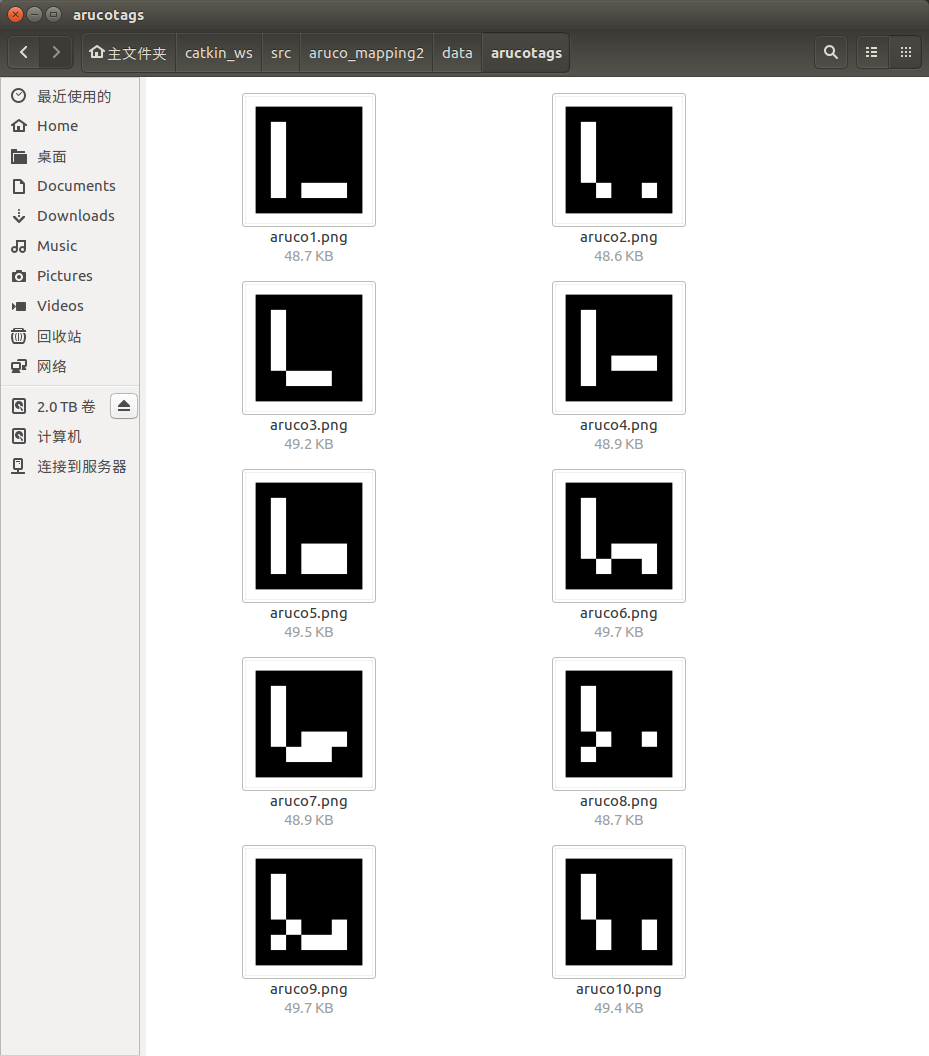 arucotags
主文件夹 catkin_ws src aruco_mapping2 data arucotags
最近使用的
Home
桌面
Documents
Downloads
Music
Pictures
Videos
回收站
网络
2.0 TB 卷
计算机
连接到服务器
aruco1.png aruco2.png
48.7 KB 48.6 KB
aruco3.png aruco4.png
49.2 KB 48.9 KB
aruco5.png aruco6.png
49.5 KB 49.7 KB
aruco7.png aruco8.png
48.9 KB 48.7 KB
aruco9.png aruco10.png
49.7 KB 49.4 KB